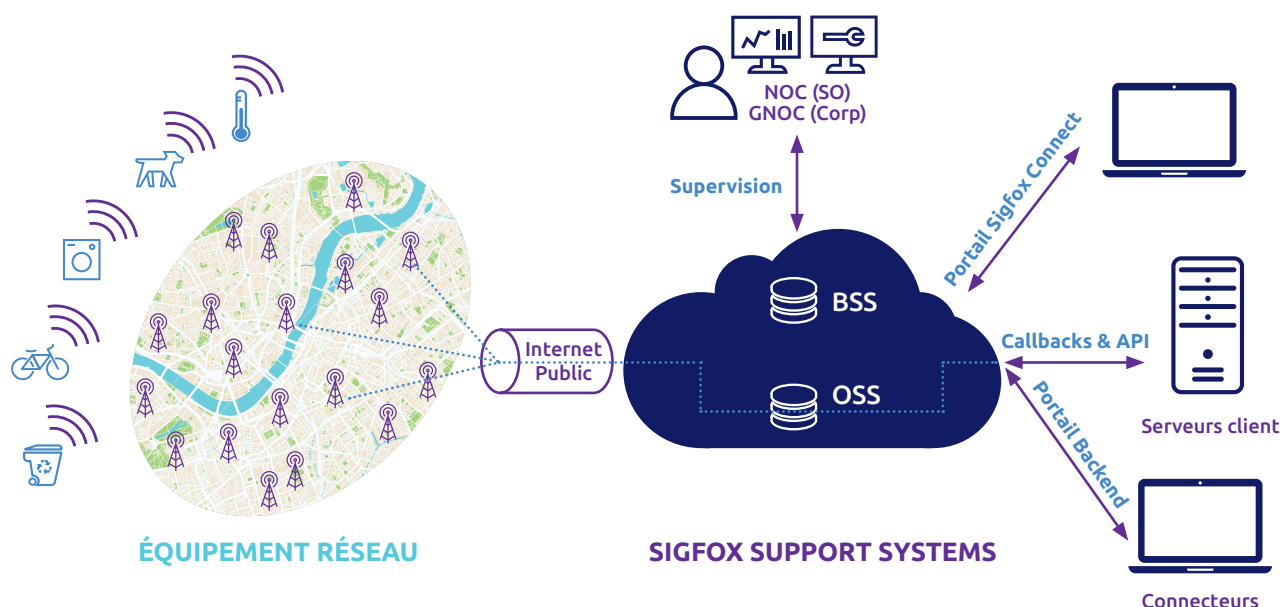 NOC (SO)
GNOC (Corp)
Supervision
Portail Sigfox Connect
BSS
Internet
Public
Callbacks & API
OSS
Portail Backend
Serveurs client
ÉQUIPEMENT RÉSEAU
SIGFOX SUPPORT SYSTEMS
Connecteurs